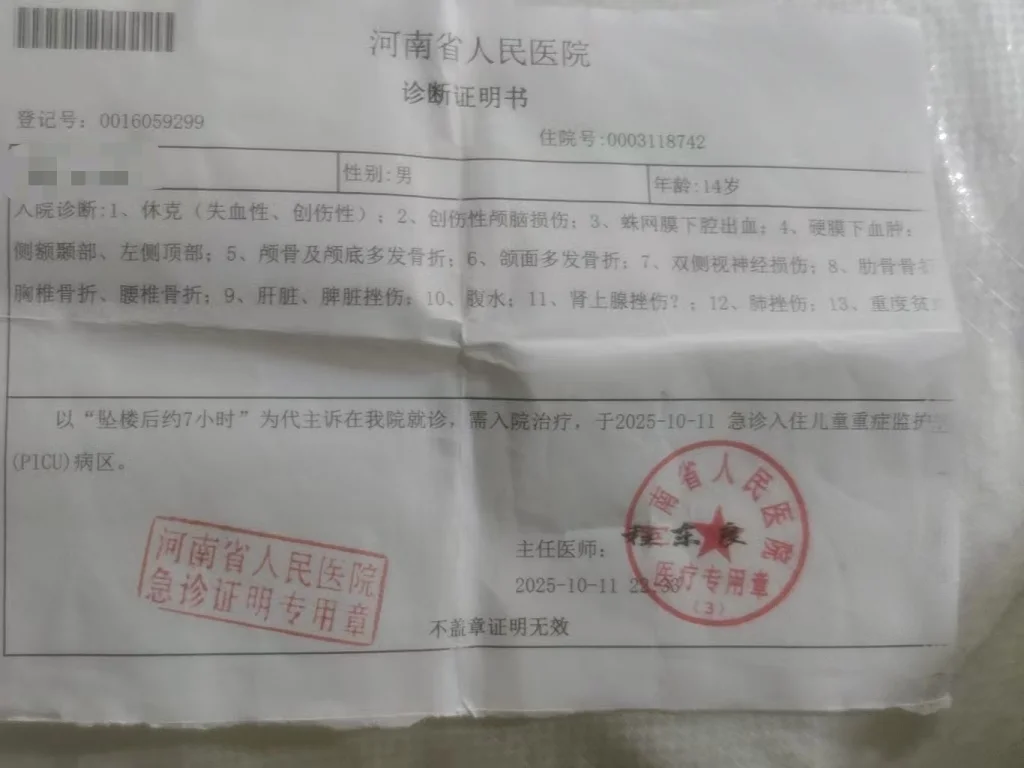 河南省人民医院
诊断证明书
登记号：0016059299
住院号:0003118742
性别:男
年龄:14岁
入院诊断:1、休克（失血性、创伤性）；2、创伤性颅脑损伤；3、蛛网膜下腔出血；4、硬膜下血肿：
侧额颞部、左侧顶部；5、颅骨及颅底多发骨折；6、颌面多发骨折；7、双侧视神经损伤；8、肋骨骨
胸椎骨折、腰椎骨折；9、肝脏、脾脏挫伤；10、腹水；11、肾上腺挫伤？；12、肺挫伤；13、重度贫
以“坠楼后约7小时”为代主诉在我院就诊，需入院治疗，于2025-10-11 急诊入住儿童重症监护
(PICU)病区。
河南省人民医院
急诊证明专用章
河南省人民医院
医疗专用章
（3）
主任医师：
2025-10-11
不盖章证明无效